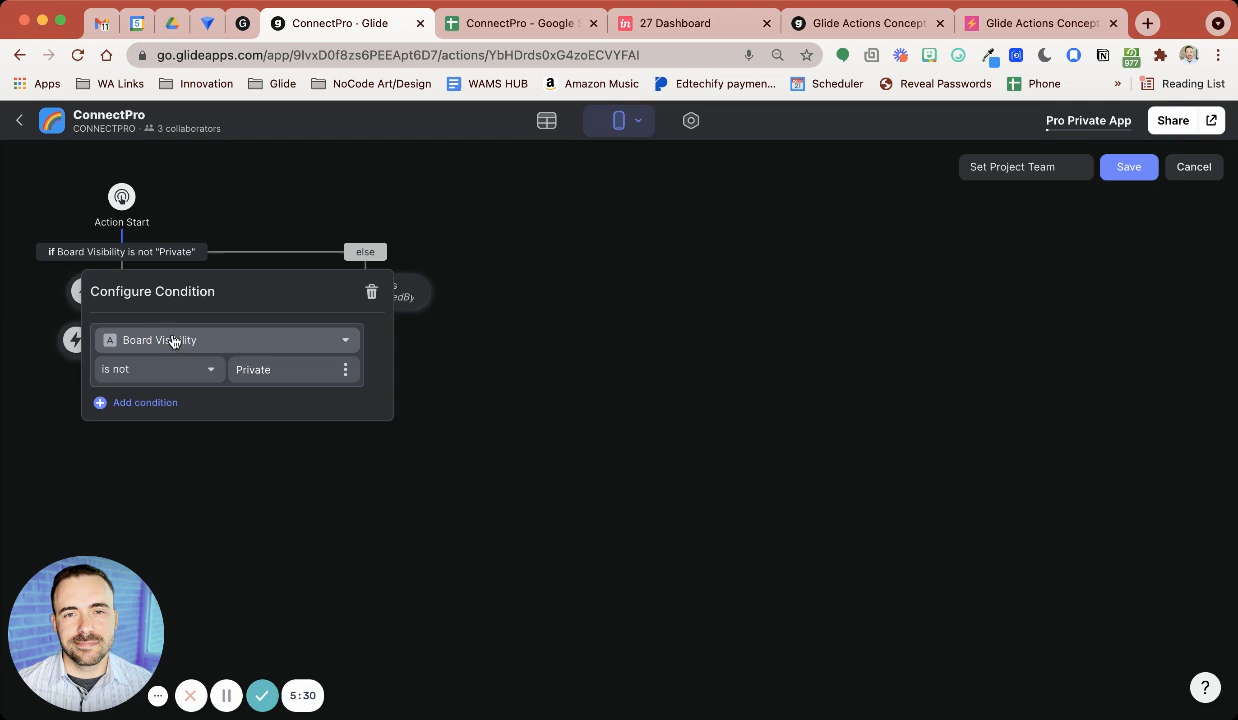 ConnectPro - Glide
ConnectPro - Google S
27 Dashboard
Glide Actions Concept
Glide Actions Concept
go.glideapps.com/app/9IvxD0f8zs6PEEApt6D7/actions/YbHDrds0xG4zoECVYFAI
977
Apps
WA Links
Innovation
Glide
NoCode Art/Design
WAMS HUB
Amazon Music
Edtechify paymen...
Scheduler
Reveal Passwords
Phone
»
Reading List
ConnectPro
CONNECTPRO · 3 collaborators
Pro Private App
Share
Set Project Team
Save
Cancel
Action Start
if Board Visibility is not "Private"
else
Configure Condition
edBy
A Board Visibility
is not
Private
Add condition
5:30
?